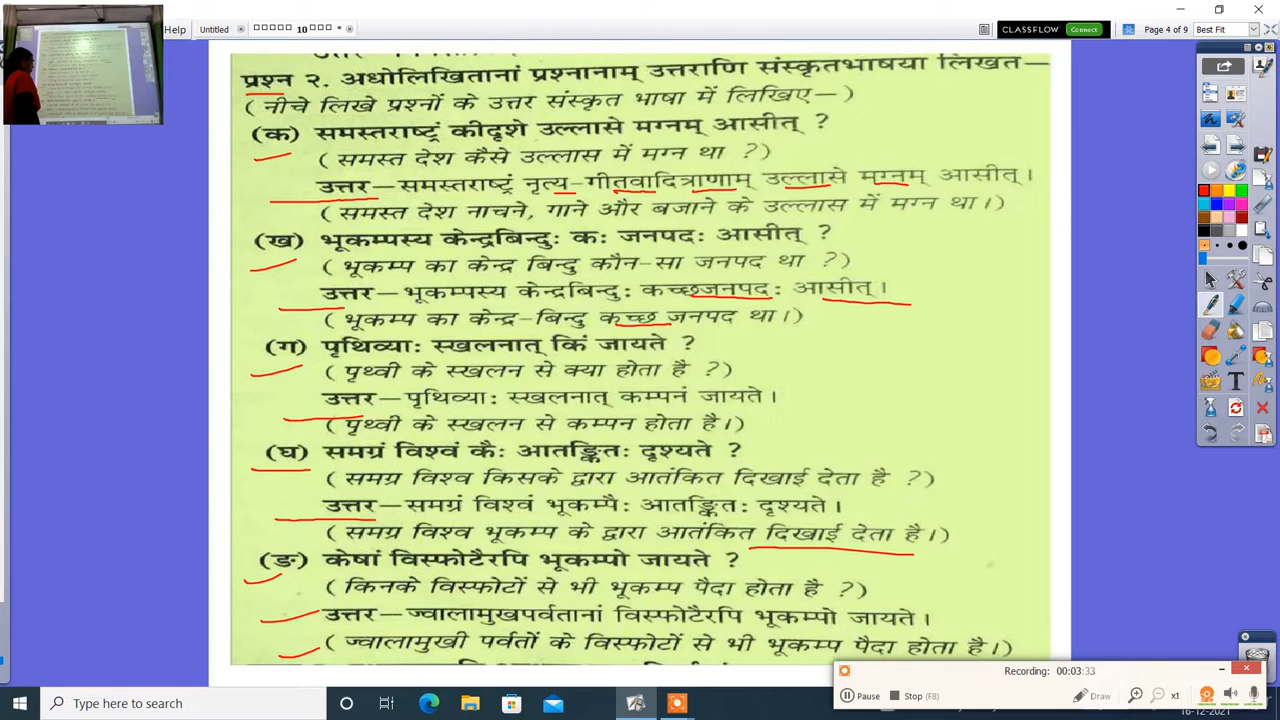 Help
Untitled
10
*
CLASSFLOW
Connect
Page 4 of 9
Best Fit
प्रश्न : अधोलिखितानां प्रश्नानाम् उत्तराणि संस्कृतभाषया लिखत—
(नीचे लिखे प्रश्नों के उत्तर संस्कृत भाषा में लिखिए—)
(क) समस्तराष्ट्रं कीदृशे उल्लासे मग्नम् आसीत् ?
(समस्त देश कैसे उल्लास में मग्न था ?)
उत्तर—समस्तराष्ट्रं नृत्य-गीतवादित्राणाम् उल्लासे मग्नम् आसीत्।
(समस्त देश नाचने, गाने और बजाने के उल्लास में मग्न था।)
(ख) भूकम्पस्य केन्द्रबिन्दुः कः जनपदः आसीत् ?
(भूकम्प का केन्द्र बिन्दु कौन-सा जनपद था ?)
उत्तर—भूकम्पस्य केन्द्रबिन्दुः कच्छजनपदः आसीत्।
(भूकम्प का केन्द्र-बिन्दु कच्छ जनपद था।)
(ग) पृथिव्याः स्खलनात् किं जायते ?
(पृथ्वी के स्खलन से क्या होता है ?)
उत्तर—पृथिव्याः स्खलनात् कम्पनं जायते।
(पृथ्वी के स्खलन से कम्पन होता है।)
(घ) समग्रं विश्वं कैः आतङ्कितः दृश्यते ?
(समग्र विश्व किसके द्वारा आतंकित दिखाई देता है ?)
उत्तर—समग्रं विश्वं भूकम्पैः आतङ्कितः दृश्यते।
(समग्र विश्व भूकम्प के द्वारा आतंकित दिखाई देता है।)
(ङ) केषां विस्फोटैरपि भूकम्पो जायते ?
(किनके विस्फोटों से भी भूकम्प पैदा होता है ?)
उत्तर—ज्वालामुखपर्वतानां विस्फोटैरपि भूकम्पो जायते।
(ज्वालामुखी पर्वतों के विस्फोटों से भी भूकम्प पैदा होता है।)
Recording: 00:03:33
Pause
Stop (F8)
Draw
x1
Type here to search
16-12-2021